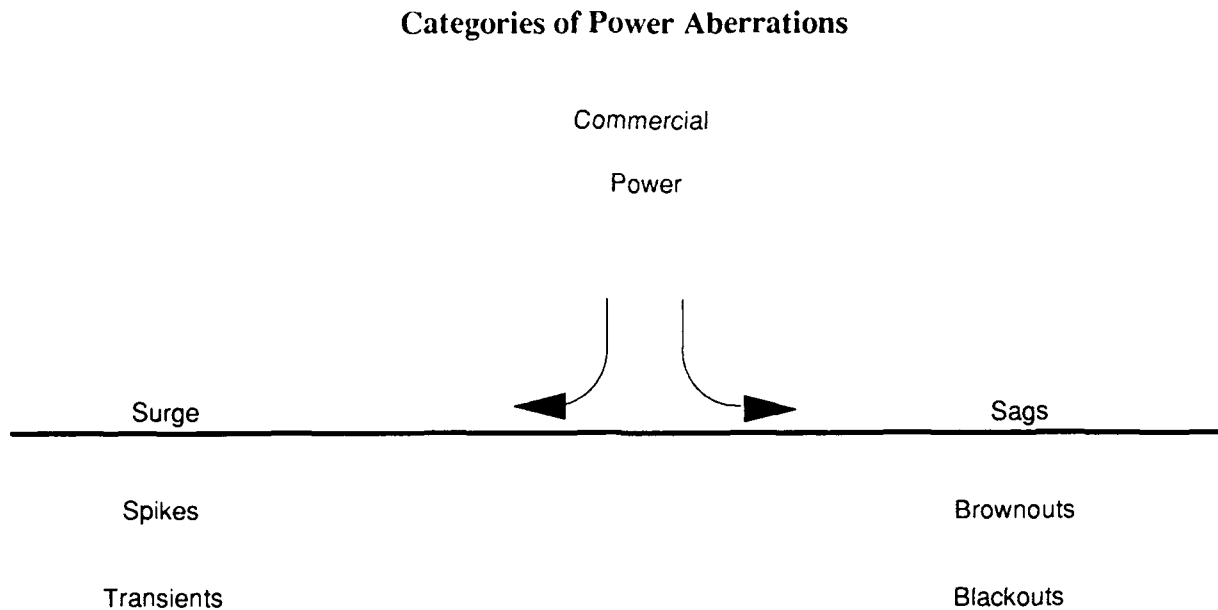 Categories of Power Aberrations
Commercial
Power
Surge
Sags
Spikes
Brownouts
Transients
Blackouts